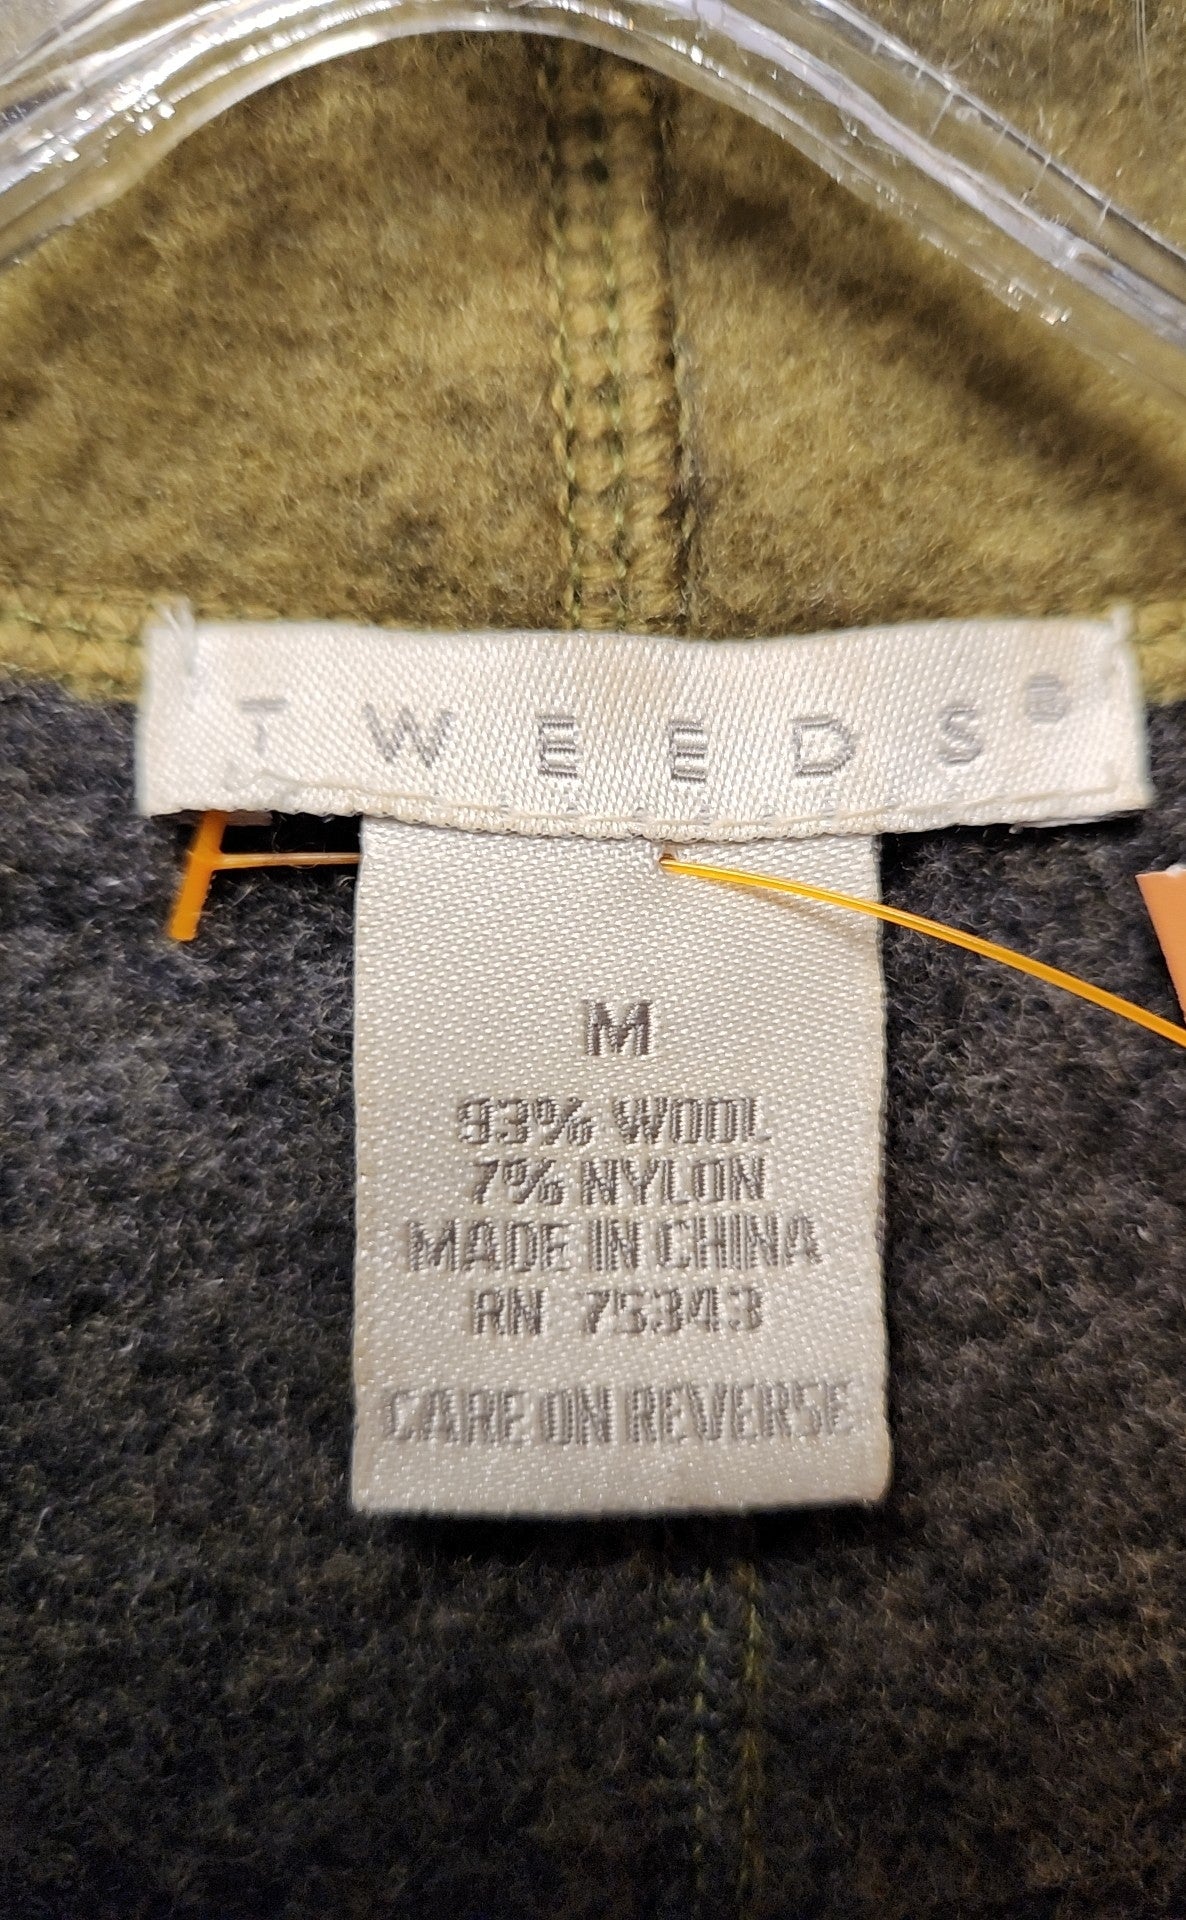 TWEEDS®
M
93% WOOL
7% NYLON
MADE IN CHINA
RN 75343
CARE ON REVERSE